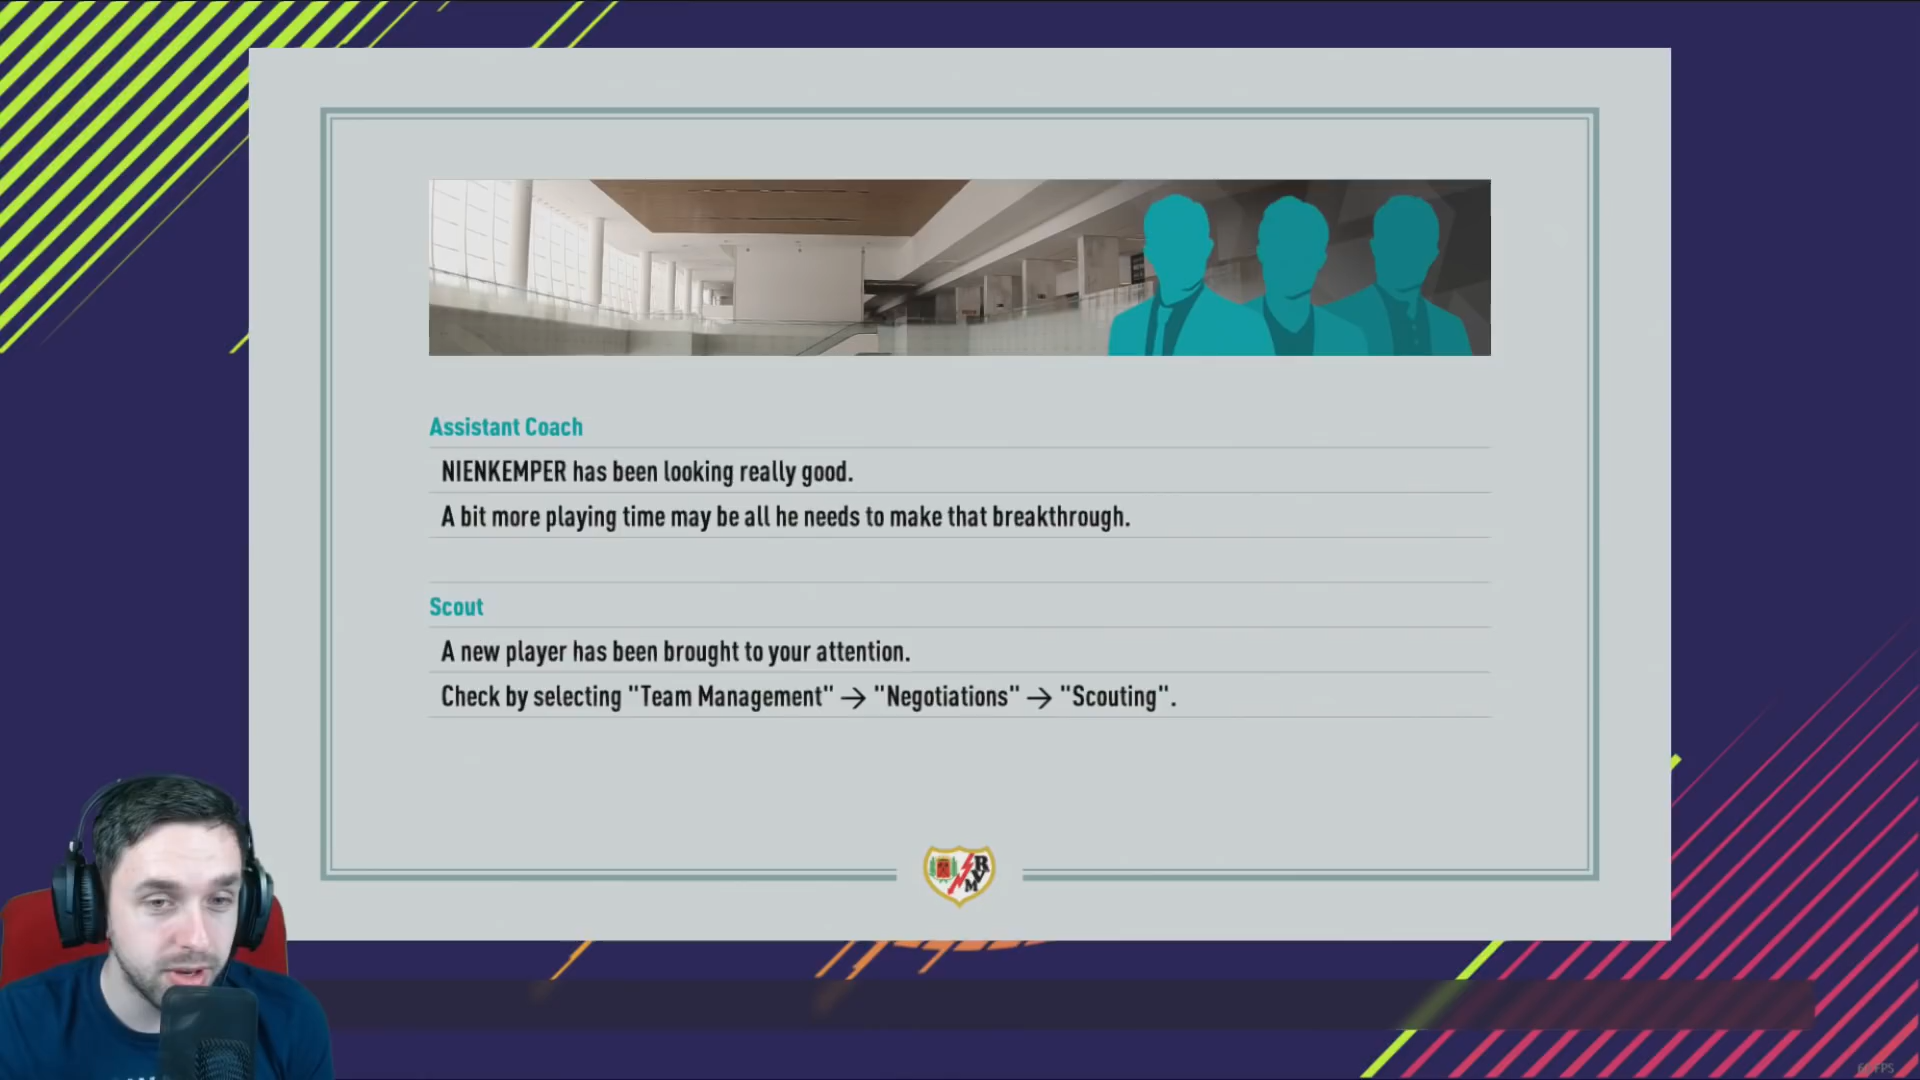 Assistant Coach
NIENKEMPER has been looking really good.
A bit more playing time may be all he needs to make that breakthrough.
Scout
A new player has been brought to your attention.
Check by selecting "Team Management" → "Negotiations" → "Scouting".